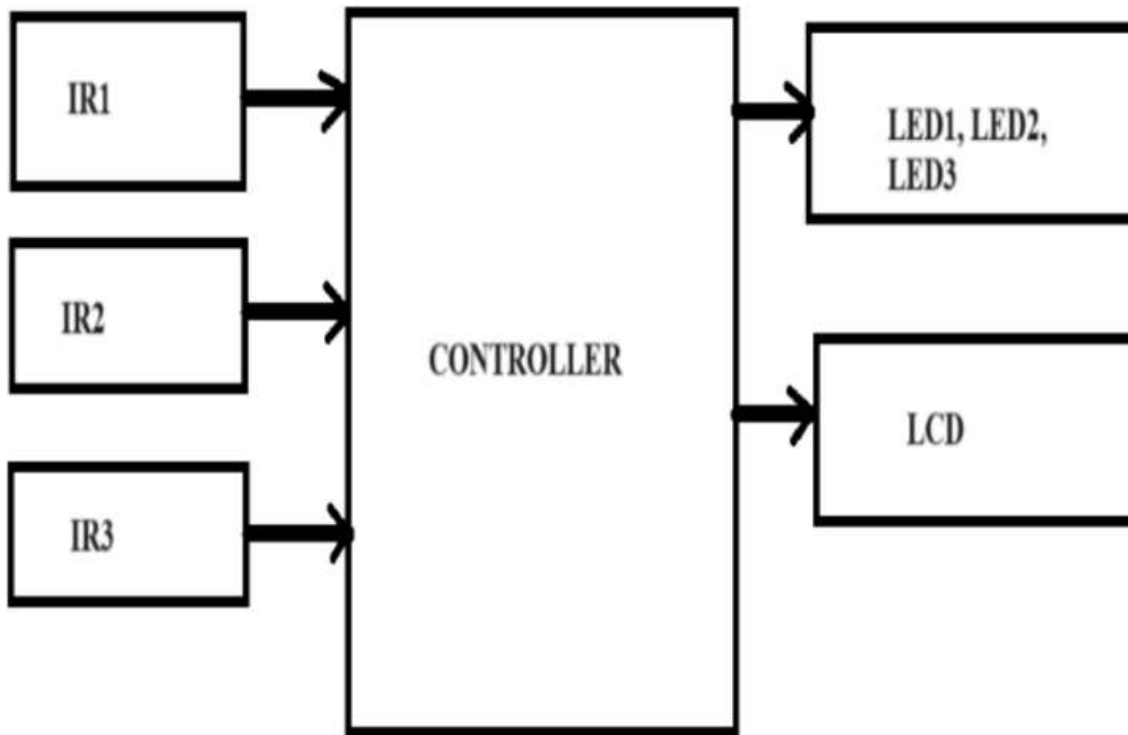 IR1
IR2
IR3
CONTROLLER
LED1, LED2,
LED3
LCD